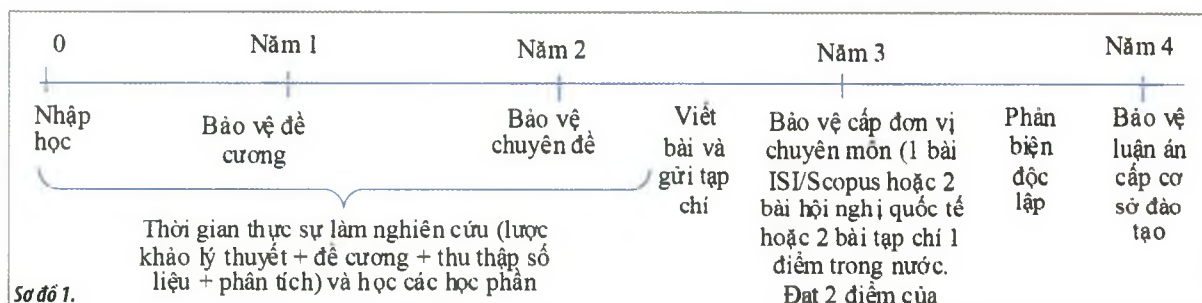 0 Năm 1 Năm 2 Năm 3 Năm 4
Nhập
học
Bảo vệ đề
cương
Bảo vệ
chuyên đề
Viết
bài và
gửi tạp
chí
Bảo vệ cấp đơn vị
chuyên môn (1 bài
ISI/Scopus hoặc 2
bài hội nghị quốc tế
hoặc 2 bài tạp chí 1
điểm trong nước.
Đạt 2 điểm của
Phản
biện
độc
lập
Bảo vệ
luận án
cấp cơ
sở đào
tạo
Thời gian thực sự làm nghiên cứu (lược
khảo lý thuyết + đề cương + thu thập số
liệu + phân tích) và học các học phần
Sơ đồ 1.